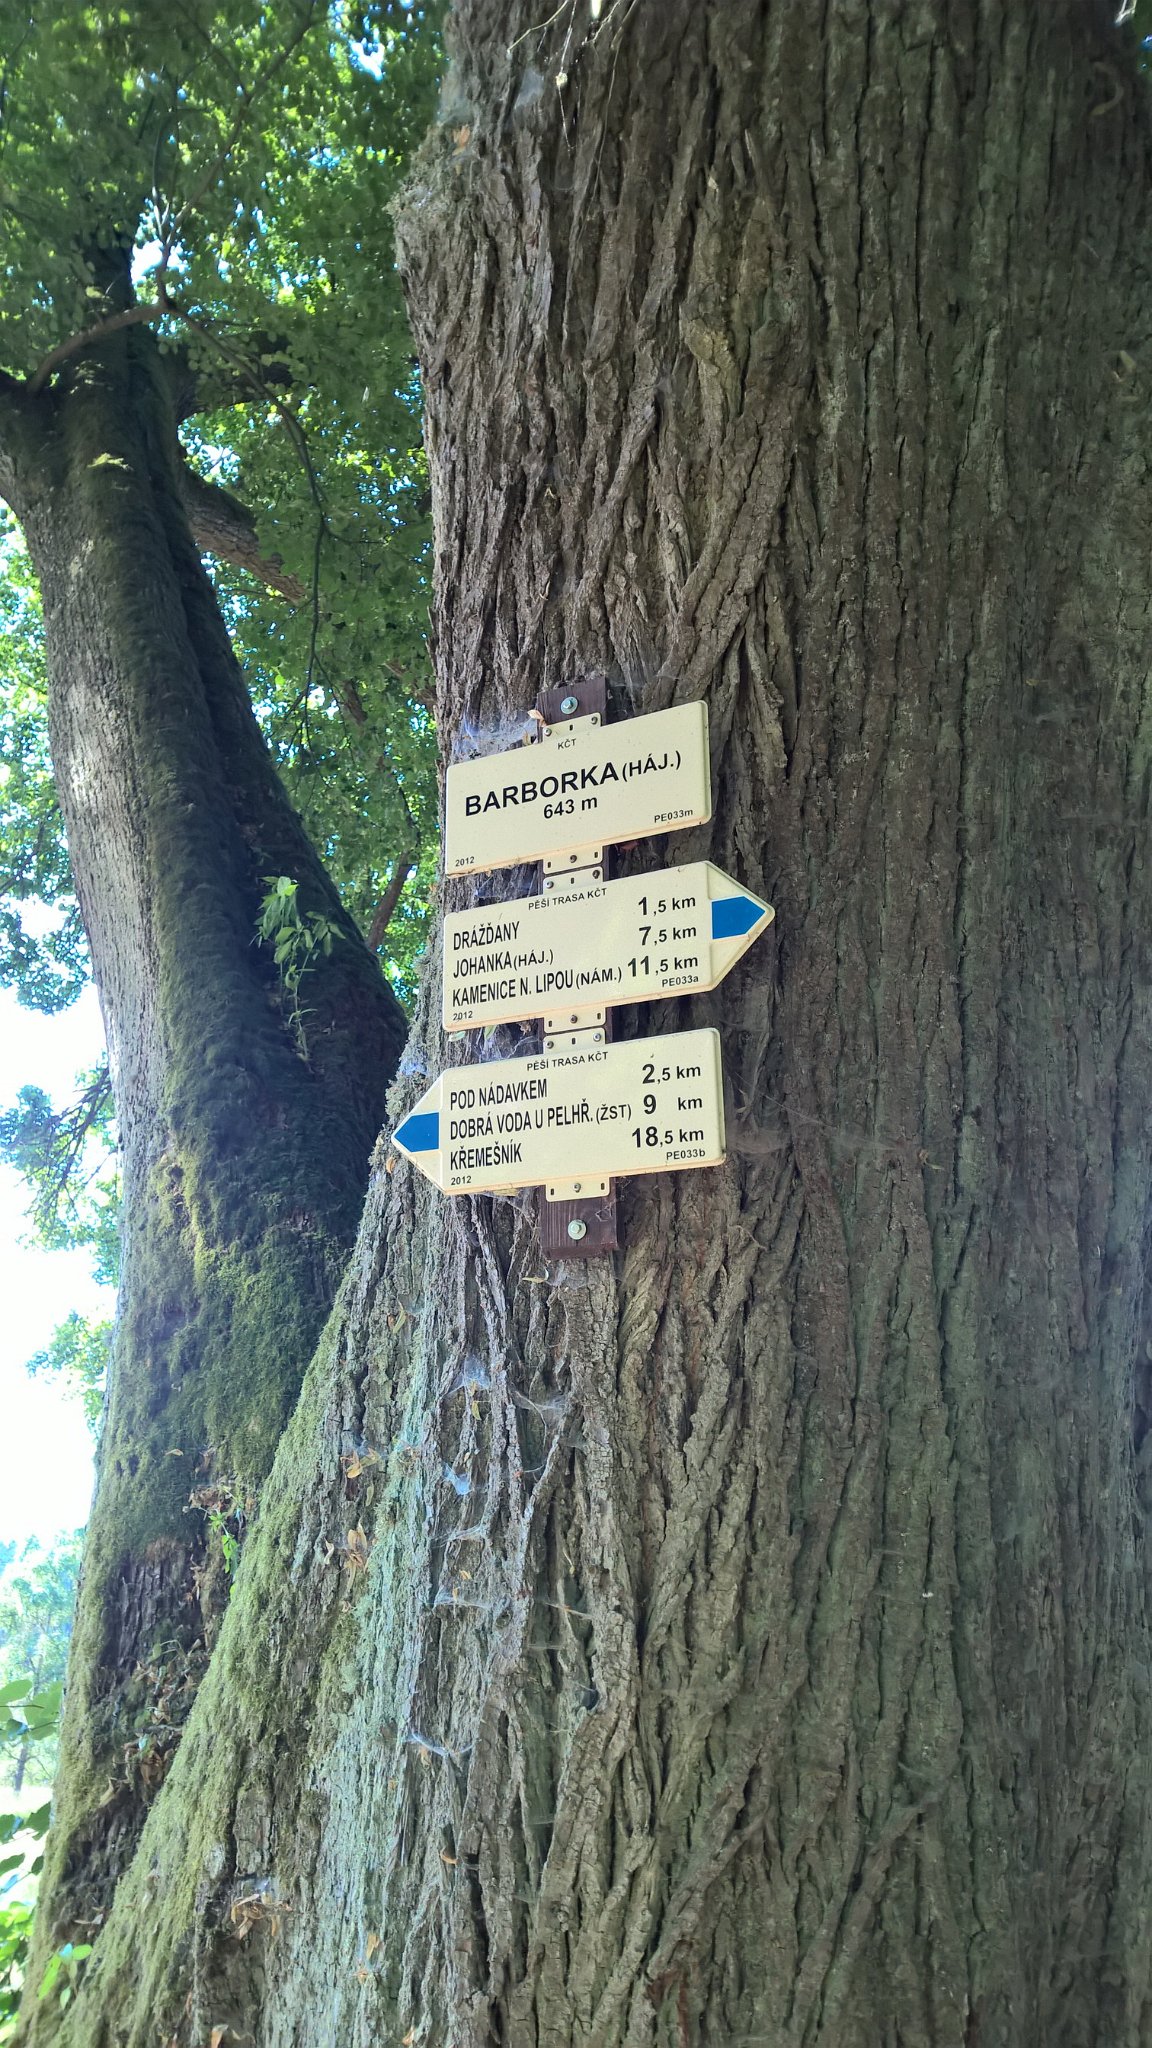 KČT
BARBORKA (HÁJ.)
643 m
PE033m
2012
PĚŠÍ TRASA KČT
DRÁŽĎANY 1,5 km
JOHANKA (HÁJ.) 7,5 km
KAMENICE N. LIPOU (NÁM.) 11,5 km
PE033a
2012
PĚŠÍ TRASA KČT
POD NÁDAVKEM 2,5 km
DOBRÁ VODA U PELHŘ. (ŽST) 9 km
KŘEMEŠNÍK 18,5 km
PE033b
2012